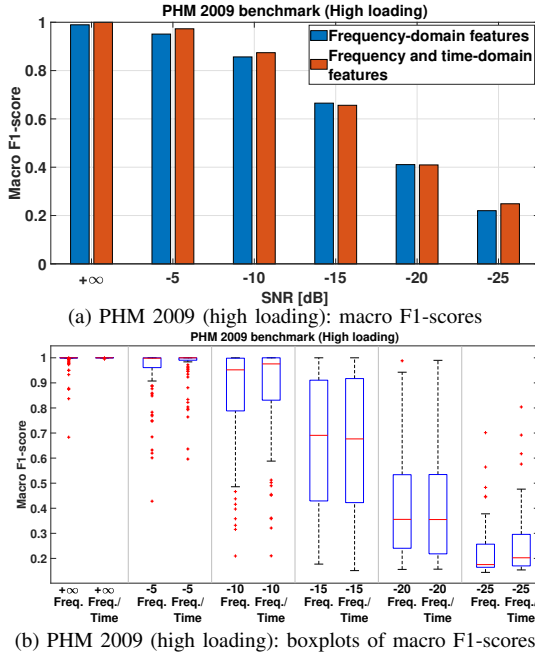 PHM 2009 benchmark (High loading)
Macro F1-score
1
0.8
0.6
0.4
0.2
0
Frequency-domain features
Frequency and time-domain
features
+∞ -5 -10 -15 -20 -25
SNR [dB]
(a) PHM 2009 (high loading): macro F1-scores
PHM 2009 benchmark (High loading)
Macro F1-score
1
0.9
0.8
0.7
0.6
0.5
0.4
0.3
0.2
+∞ +∞ -5 -5 -10 -10 -15 -15 -20 -20 -25 -25
Freq. Freq./ Freq. Freq./ Freq. Freq./ Freq. Freq./ Freq. Freq./ Freq. Freq./
Time Time Time Time Time Time
(b) PHM 2009 (high loading): boxplots of macro F1-scores